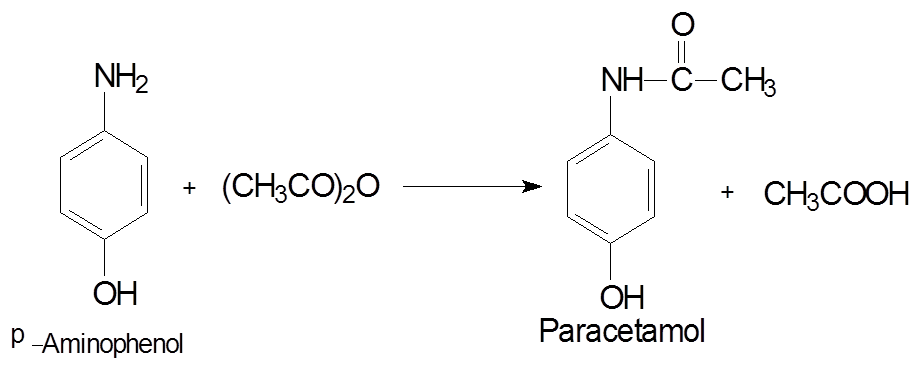 O
NH₂
NH—C—CH₃
+ (CH₃CO)₂O
+ CH₃COOH
OH
OH
p –Aminophenol
Paracetamol